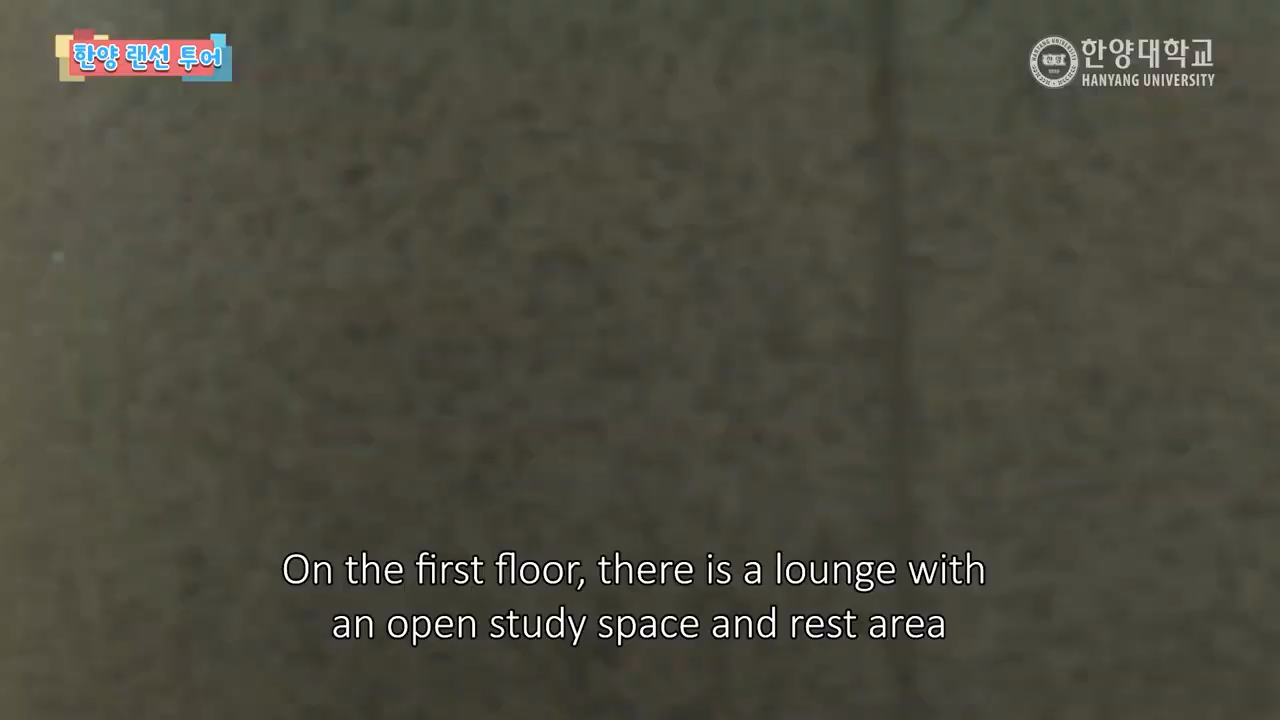 한양 랜선 투어
한양대학교
HANYANG UNIVERSITY
On the first floor, there is a lounge with
an open study space and rest area